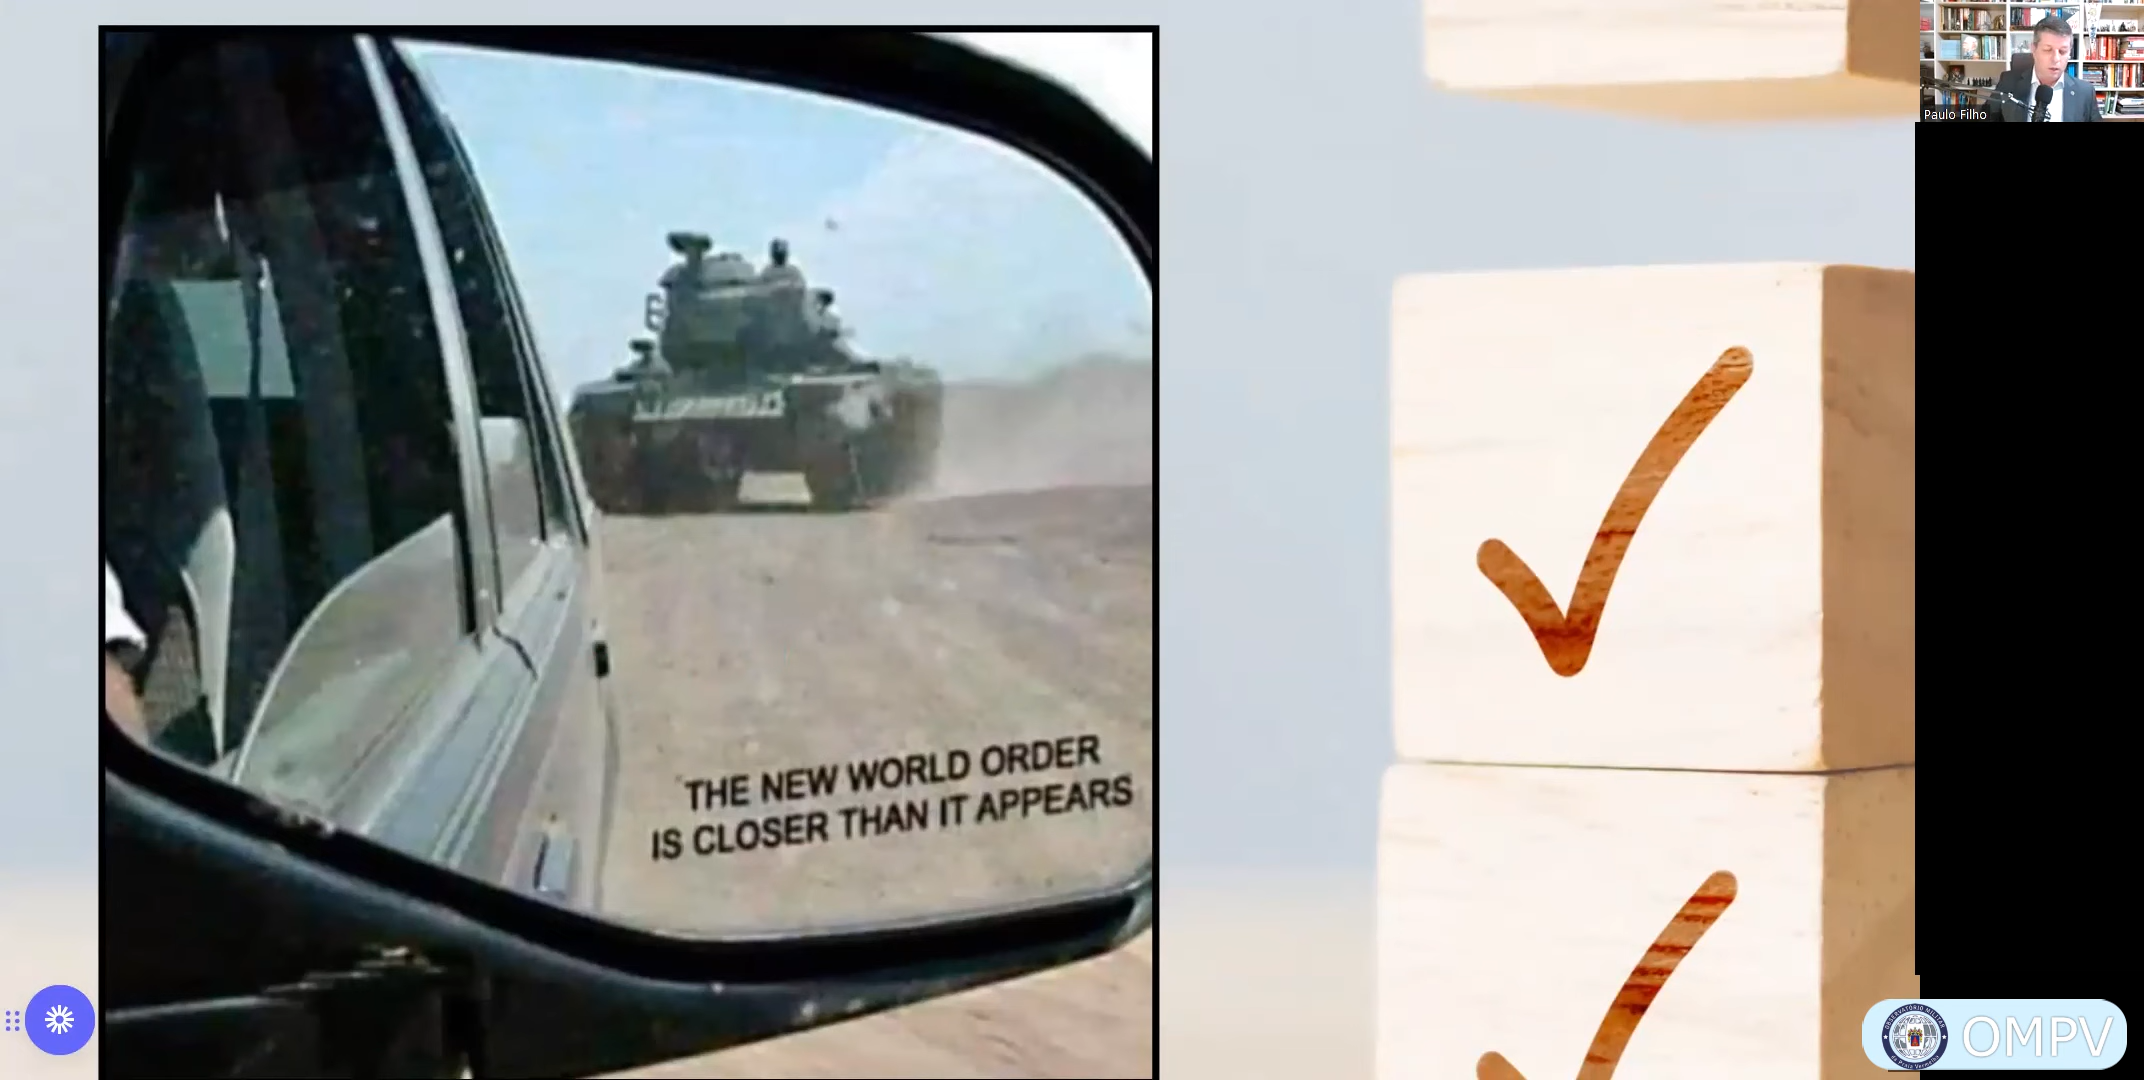 Paulo Filho
THE NEW WORLD ORDER
IS CLOSER THAN IT APPEARS
OMPV